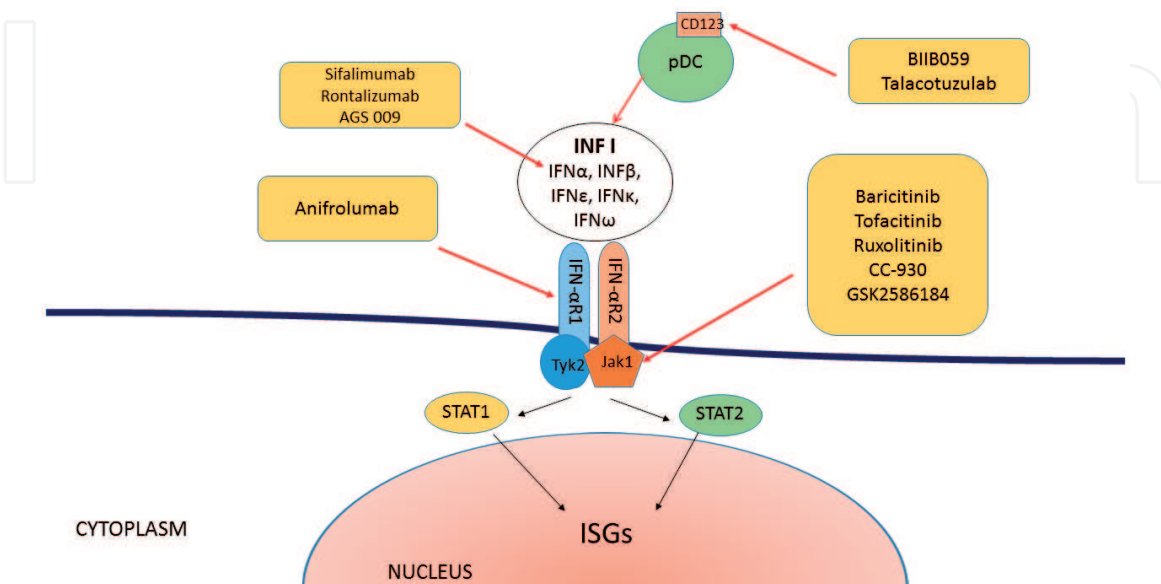 CD123
pDC
BIIB059
Talacotuzulab
Sifalimumab
Rontalizumab
AGS 009
INF I
IFNα, INFβ,
IFNε, IFNκ,
IFNω
Anifrolumab
Baricitinib
Tofacitinib
Ruxolitinib
CC-930
GSK2586184
IFN-αR1
IFN-αR2
Tyk2
Jak1
STAT1
STAT2
ISGs
CYTOPLASM
NUCLEUS